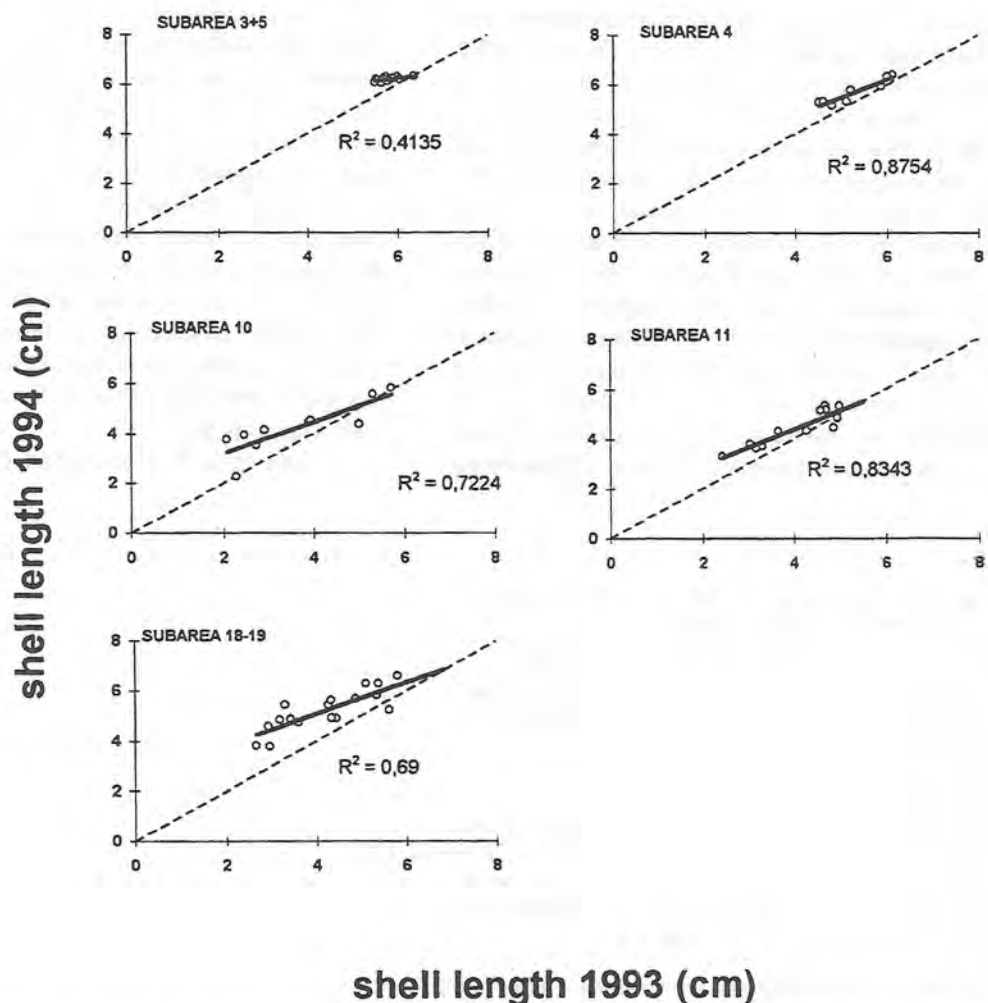 SUBAREA 3+5
8
6
4
2
0
0 2 4 6 8
R² = 0,4135
SUBAREA 4
8
6
4
2
0
0 2 4 6 8
R² = 0,8754
SUBAREA 10
8
6
4
2
0
0 2 4 6 8
R² = 0,7224
SUBAREA 11
8
6
4
2
0
0 2 4 6 8
R² = 0,8343
SUBAREA 18-19
8
6
4
2
0
0 2 4 6 8
R² = 0,69
shell length 1994 (cm)
shell length 1993 (cm)